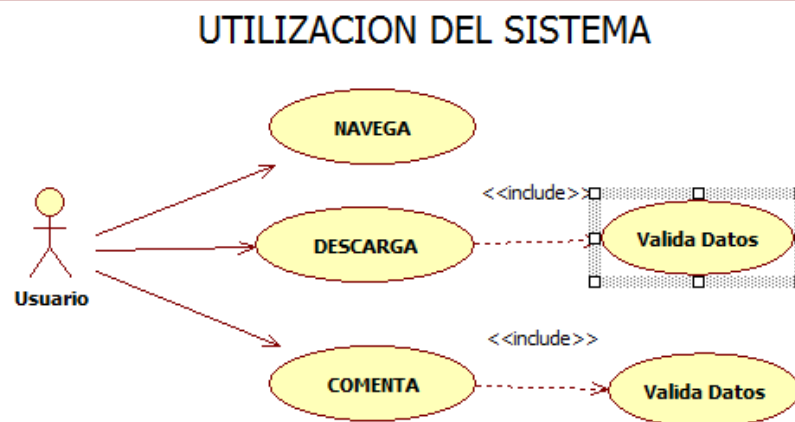 UTILIZACION DEL SISTEMA
NAVEGA
<<include>>
DESCARGA
Valida Datos
Usuario
<<include>>
COMENTA
Valida Datos